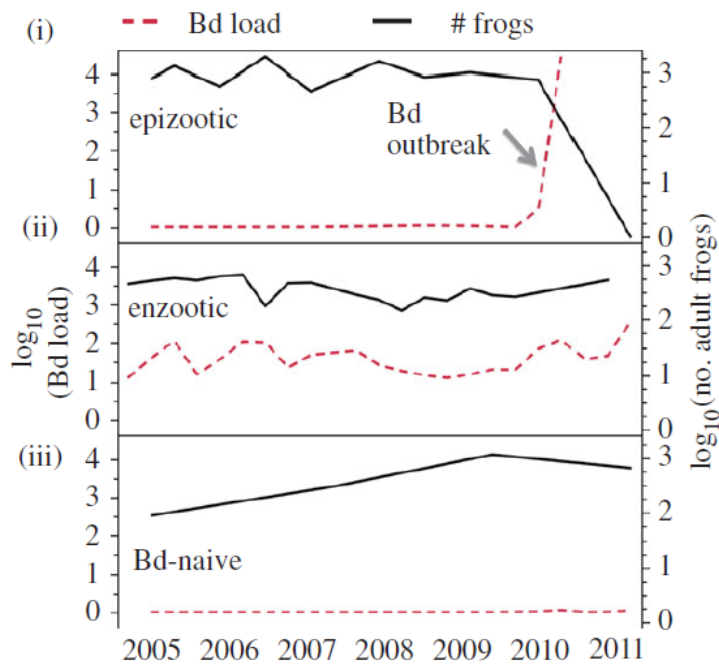 (i) Bd load # frogs
4 3
3
epizootic Bd
outbreak 2
2
1 1
(ii) 0 0
4 3
3 2
enzootic
2
1 1
0 0
log10
(Bd load)
log10(no. adult frogs)
(iii)
4 3
3
2 2
Bd-naive
1 1
0 0
2005 2006 2007 2008 2009 2010 2011